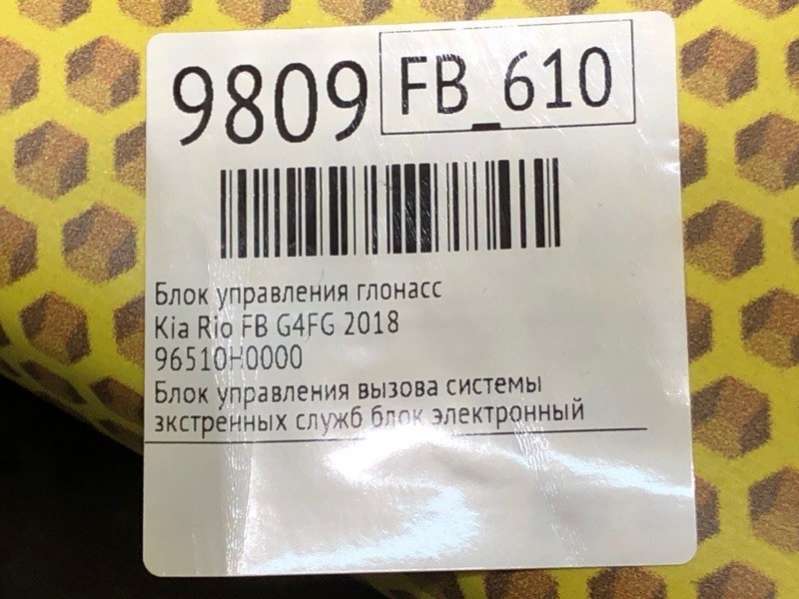 9809 FB_610
Блок управления глонасс
Kia Rio FB G4FG 2018
96510H0000
Блок управления вызова системы
зкстренных служб блок электронный